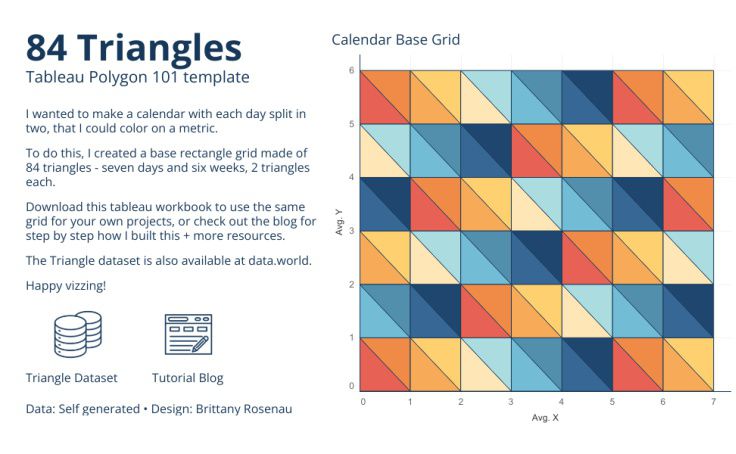 84 Triangles
Tableau Polygon 101 template
I wanted to make a calendar with each day split in
two, that I could color on a metric.
To do this, I created a base rectangle grid made of
84 triangles - seven days and six weeks, 2 triangles
each.
Download this tableau workbook to use the same
grid for your own projects, or check out the blog for
step by step how I built this + more resources.
The Triangle dataset is also available at data.world.
Happy vizzing!
Triangle Dataset
Tutorial Blog
Data: Self generated • Design: Brittany Rosenau
Calendar Base Grid
Avg. Y
6
5
4
3
2
1
0
0 1 2 3 4 5 6 7
Avg. X